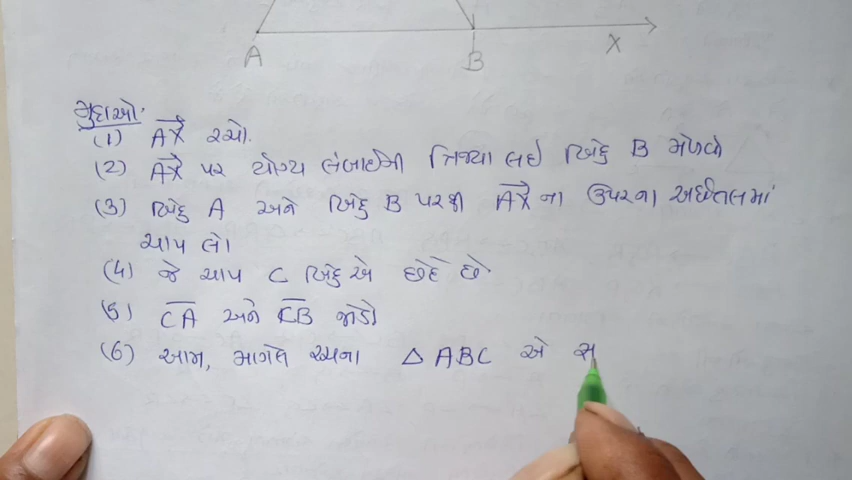 A B X
મુદ્દાઓ:
(1) AX રચો.
(2) AX પર યોગ્ય લંબાઈની ત્રિજ્યા લઈ બિંદુ B મેળવો
(3) બિંદુ A અને બિંદુ B પરથી AX ના ઉપરના અર્ધતલમાં
ચાપ લો
(4) જે ચાપ C બિંદુએ છેદે છે
(5) CA અને CB જોડો
(6) આમ, માગેલ રચના △ ABC એ સ